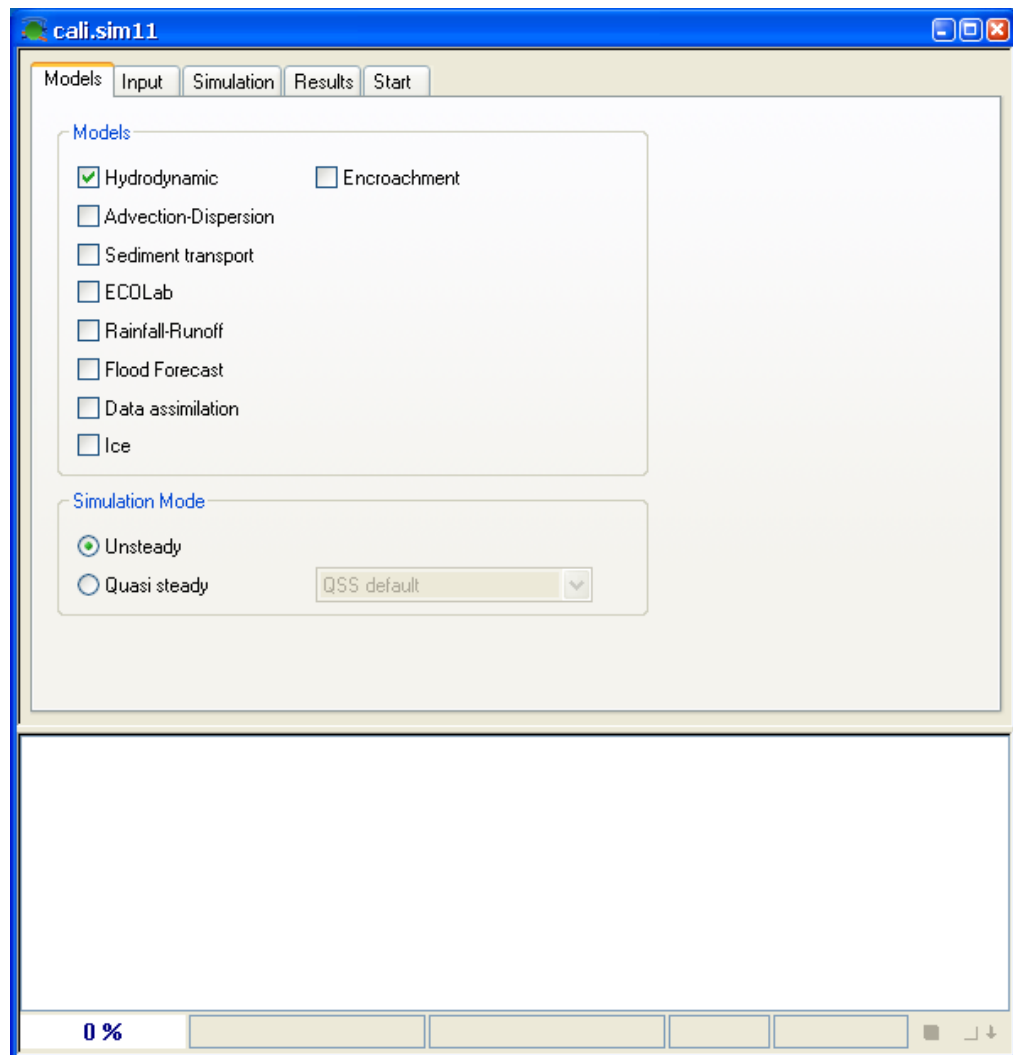 cali.sim11
Models Input Simulation Results Start
Models
Hydrodynamic Encroachment
Advection-Dispersion
Sediment transport
ECOLab
Rainfall-Runoff
Flood Forecast
Data assimilation
Ice
Simulation Mode
Unsteady
Quasi steady QSS default
0 %